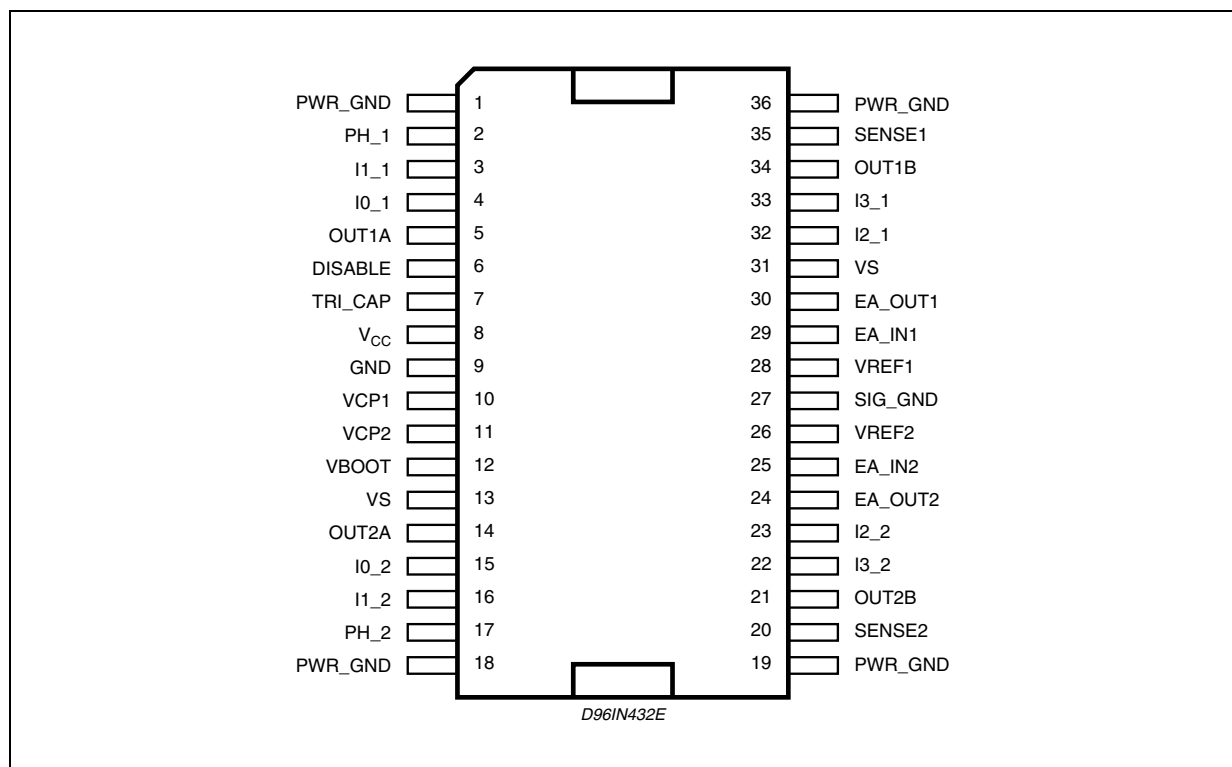 PWR_GND 1 36 PWR_GND
PH_1 2 35 SENSE1
I1_1 3 34 OUT1B
I0_1 4 33 I3_1
OUT1A 5 32 I2_1
DISABLE 6 31 VS
TRI_CAP 7 30 EA_OUT1
VCC 8 29 EA_IN1
GND 9 28 VREF1
VCP1 10 27 SIG_GND
VCP2 11 26 VREF2
VBOOT 12 25 EA_IN2
VS 13 24 EA_OUT2
OUT2A 14 23 I2_2
I0_2 15 22 I3_2
I1_2 16 21 OUT2B
PH_2 17 20 SENSE2
PWR_GND 18 19 PWR_GND
D96IN432E